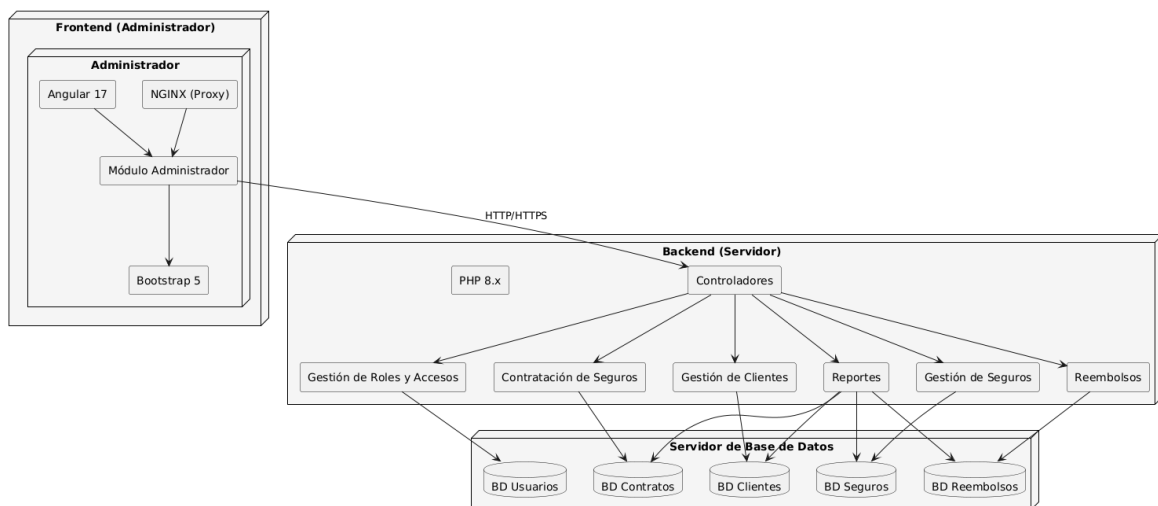 Frontend (Administrador)
Administrador
Angular 17
NGINX (Proxy)
Módulo Administrador
HTTP/HTTPS
Bootstrap 5
Backend (Servidor)
PHP 8.x
Controladores
Gestión de Roles y Accesos
Contratación de Seguros
Gestión de Clientes
Reportes
Gestión de Seguros
Reembolsos
Servidor de Base de Datos
BD Usuarios
BD Contratos
BD Clientes
BD Seguros
BD Reembolsos